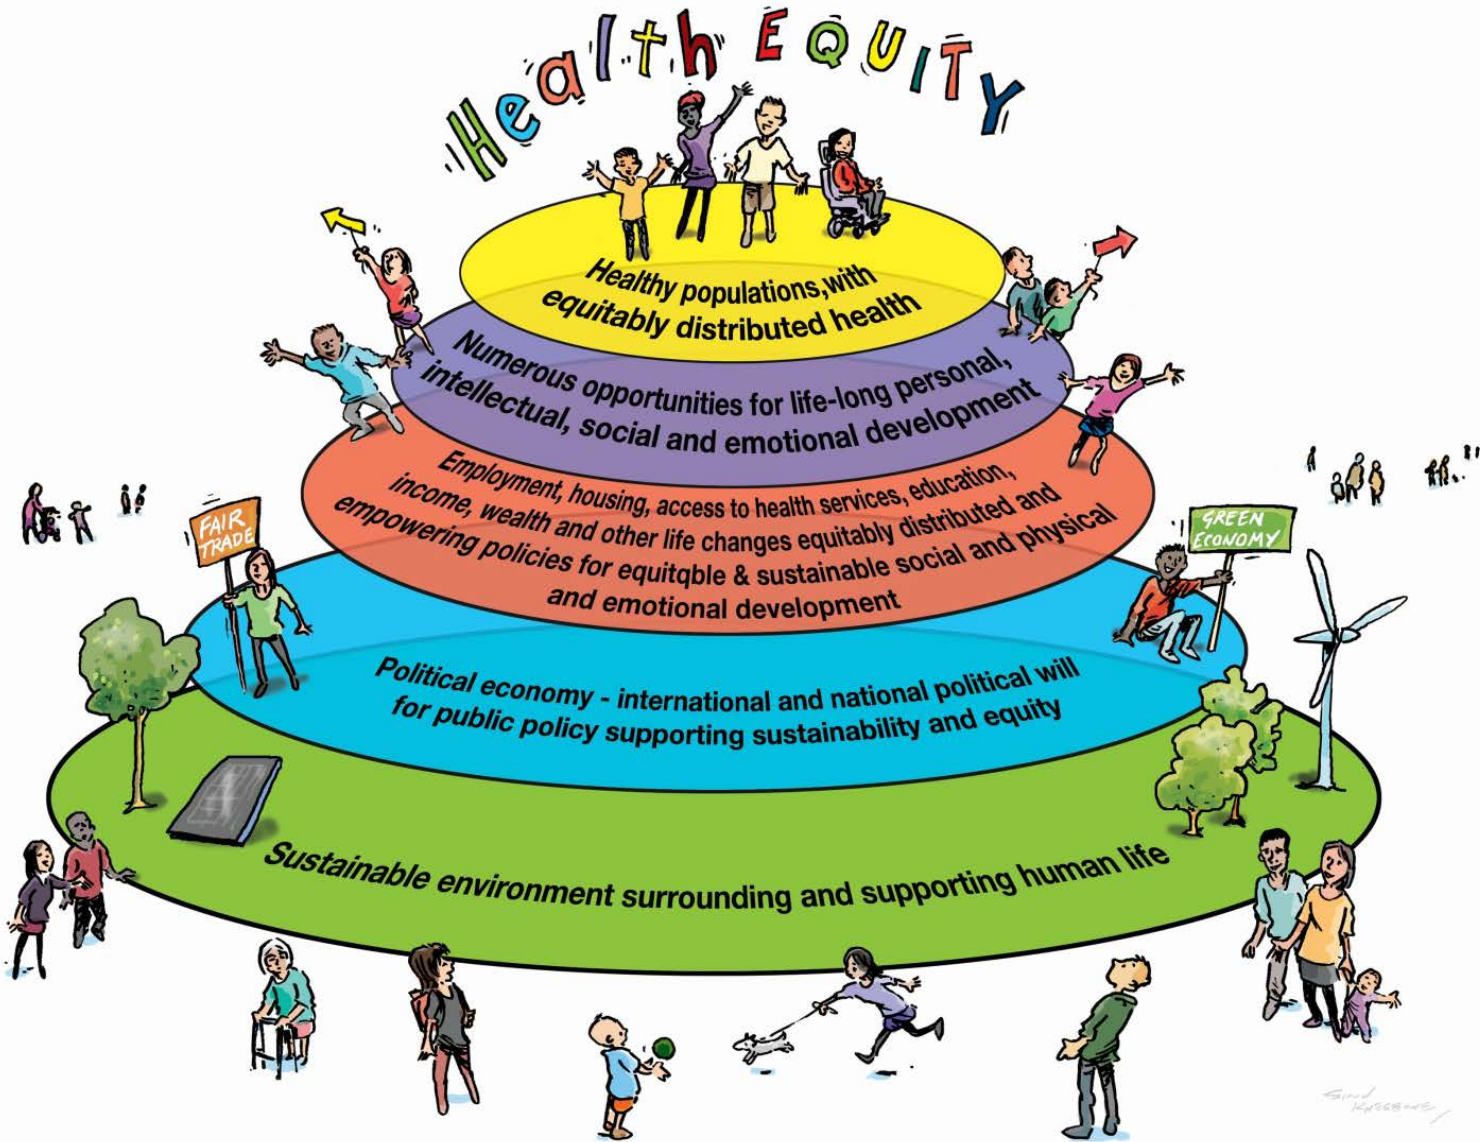 Health EQUITY
Healthy populations,with
equitably distributed health
Numerous opportunities for life-long personal,
intellectual, social and emotional development
Employment, housing, access to health services, education,
income, wealth and other life changes equitably distributed and
empowering policies for equitqble & sustainable social and physical
and emotional development
FAIR
TRADE
GREEN
ECONOMY
Political economy - international and national political will
for public policy supporting sustainability and equity
Sustainable environment surrounding and supporting human life